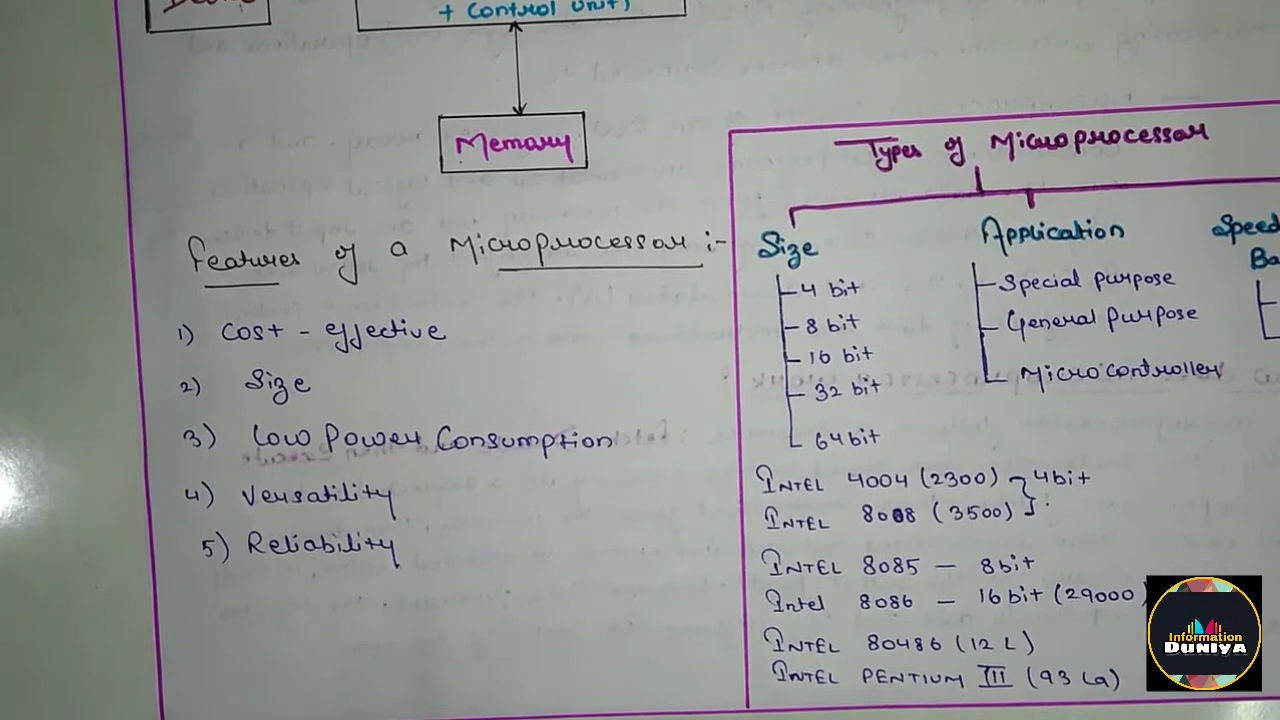 + Control Unit)
Memory
Types of Microprocessor
Features of a Microprocessor :-
Size
Application
Speed
Ba
4 bit
Special purpose
8 bit
General purpose
16 bit
Microcontroller
32 bit
64 bit
1) Cost - effective
2) Size
3) Low Power Consumption
4) Versatility
5) Reliability
INTEL 4004 (2300) } 4bit
INTEL 8008 (3500)
INTEL 8085 — 8bit
Intel 8086 — 16 bit (29000)
INTEL 80486 (12 L)
INTEL PENTIUM III (93 La)
Information
Duniya